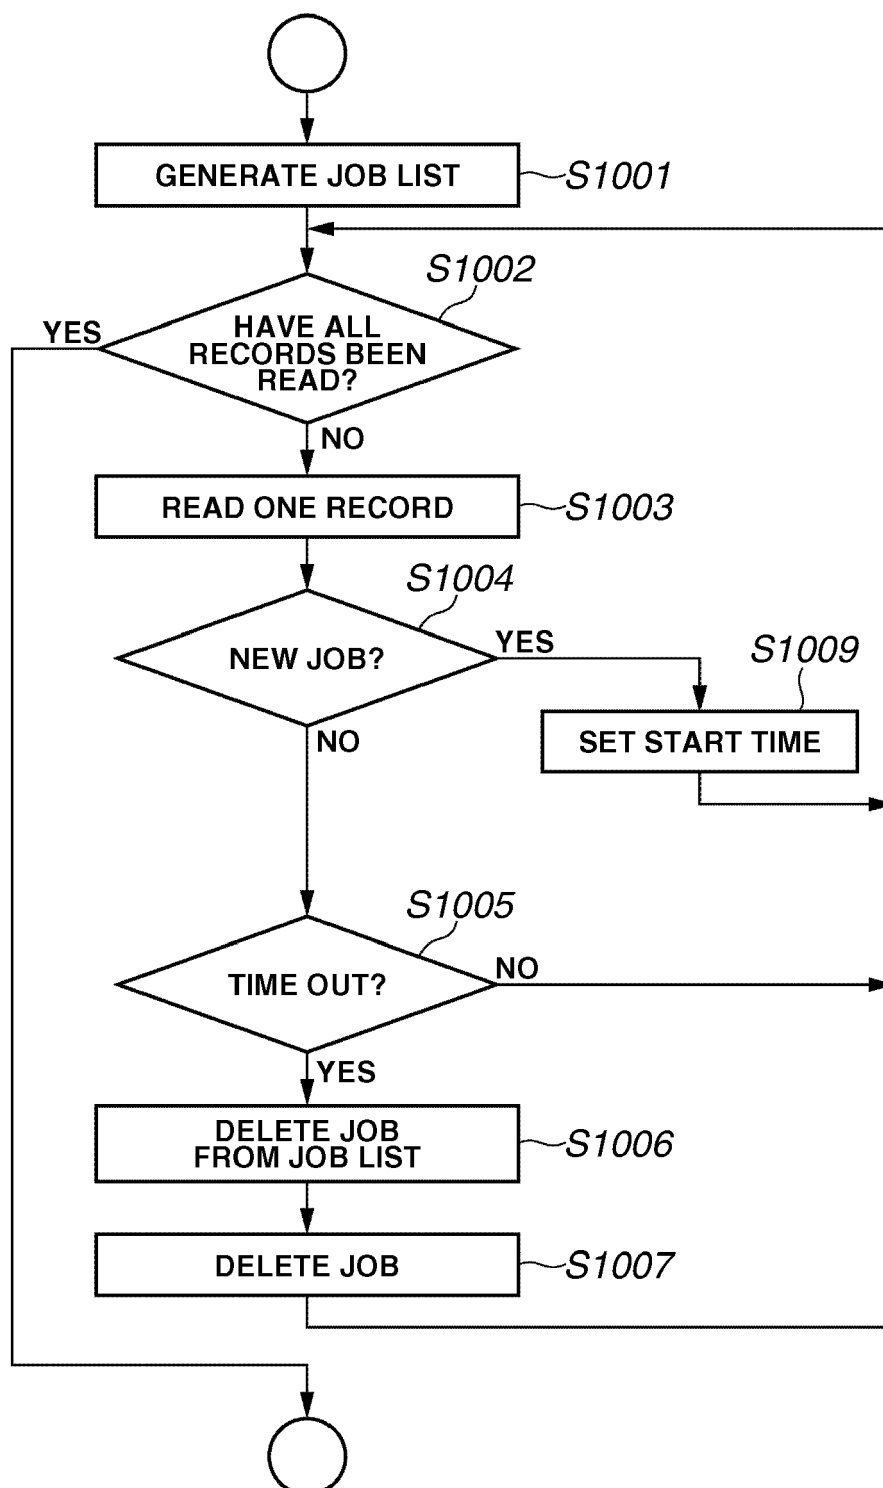 GENERATE JOB LIST
S1001
S1002
YES
HAVE ALL
RECORDS BEEN
READ?
NO
READ ONE RECORD
S1003
S1004
NEW JOB?
YES
S1009
NO
SET START TIME
S1005
TIME OUT?
NO
YES
DELETE JOB
FROM JOB LIST
S1006
DELETE JOB
S1007